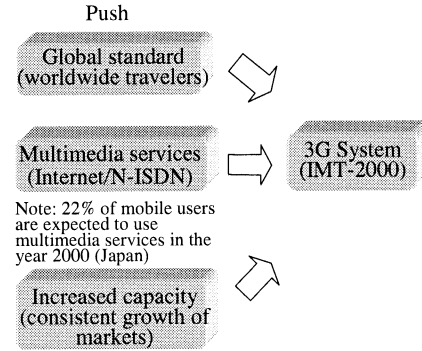 Push
Global standard
(worldwide travelers)
Multimedia services
(Internet/N-ISDN)
3G System
(IMT-2000)
Note: 22% of mobile users
are expected to use
multimedia services in the
year 2000 (Japan)
Increased capacity
(consistent growth of
markets)